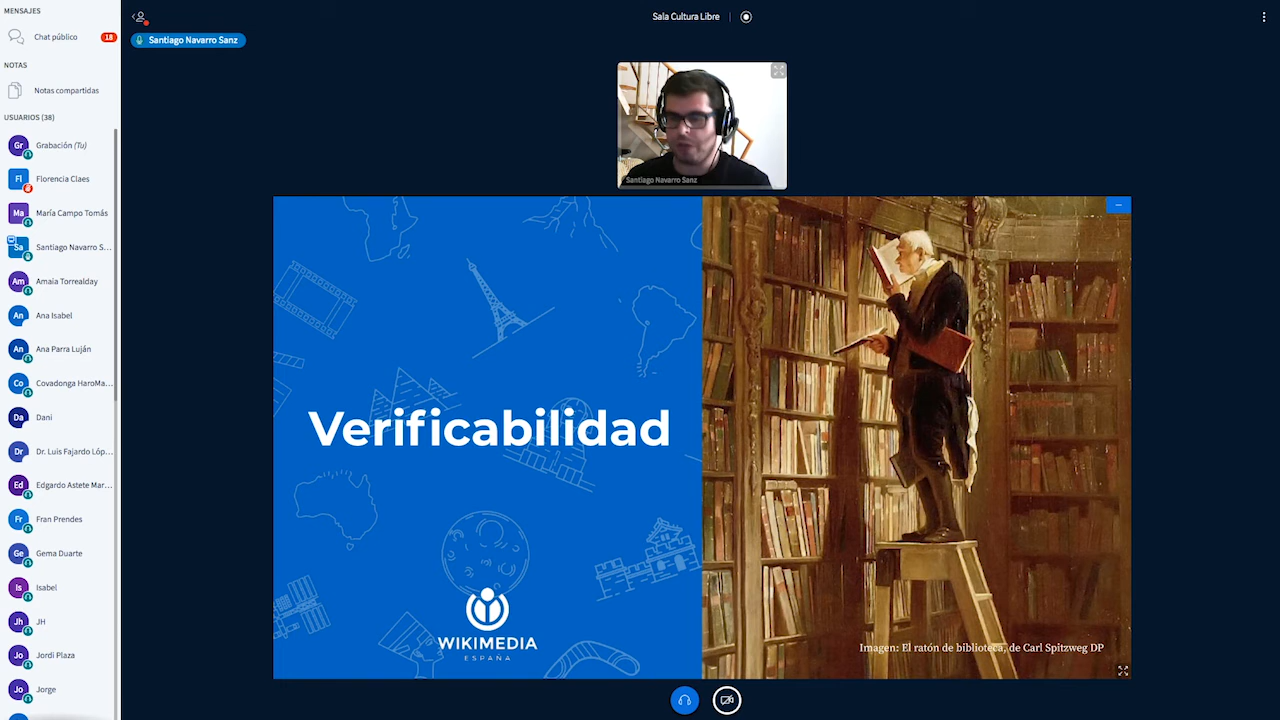 MENSAJES
Chat público
18
NOTAS
Notas compartidas
USUARIOS (38)
Gr Grabación (Tu)
Fl Florencia Claes
Ma María Campo Tomás
Sa Santiago Navarro S...
Am Amaia Torrealday
An Ana Isabel
An Ana Parra Luján
Co Covadonga HaroMa...
Da Dani
Dr Dr. Luis Fajardo Lóp...
Ed Edgardo Astete Mar...
Fr Fran Prendes
Ge Gema Duarte
Is Isabel
Jh JH
Jo Jordi Plaza
Jo Jorge
Sala Cultura Libre
Santiago Navarro Sanz
Santiago Navarro Sanz
Verificabilidad
WIKIMEDIA
ESPAÑA
Imagen: El ratón de biblioteca, de Carl Spitzweg DP